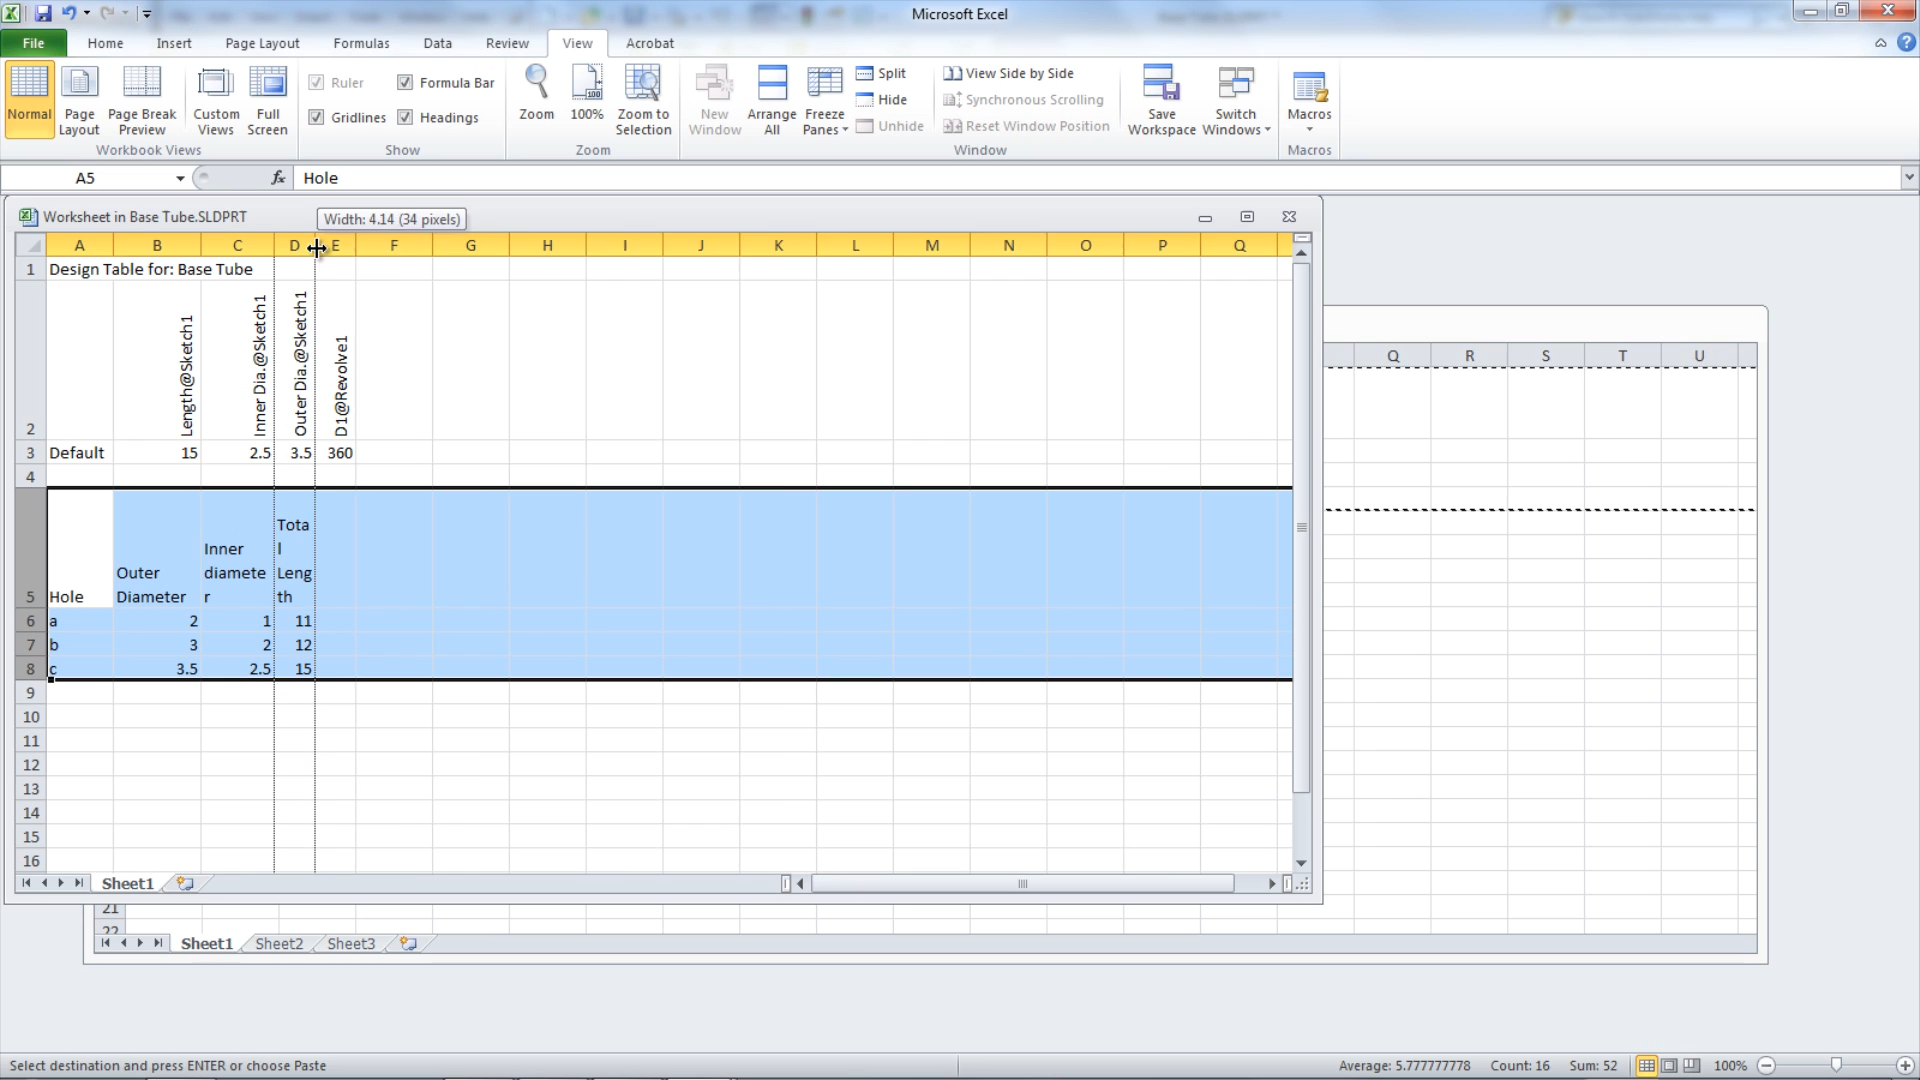 Microsoft Excel
File Home Insert Page Layout Formulas Data Review View Acrobat
Normal Page Layout Page Break Preview Custom Views Full Screen
Workbook Views
Ruler Formula Bar
Gridlines Headings
Show
Zoom 100% Zoom to Selection
Zoom
New Window Arrange All Freeze Panes
Split
Hide
Unhide
View Side by Side
Synchronous Scrolling
Reset Window Position
Save Workspace Switch Windows
Window
Macros
Macros
A5 fx Hole
Worksheet in Base Tube.SLDPRT
Width: 4.14 (34 pixels)
A B C D E F G H I J K L M N O P Q
1 Design Table for: Base Tube
2 Length@Sketch1 Inner Dia.@Sketch1 Outer Dia.@Sketch1 D1@Revolve1
3 Default 15 2.5 3.5 360
4
5 Hole Outer Diameter Inner diameter Total Length
6 a 2 1 11
7 b 3 2 12
8 c 3.5 2.5 15
9
10
11
12
13
14
15
16
Sheet1
Q R S T U
21
22
Sheet1 Sheet2 Sheet3
Select destination and press ENTER or choose Paste
Average: 5.777777778 Count: 16 Sum: 52 100%